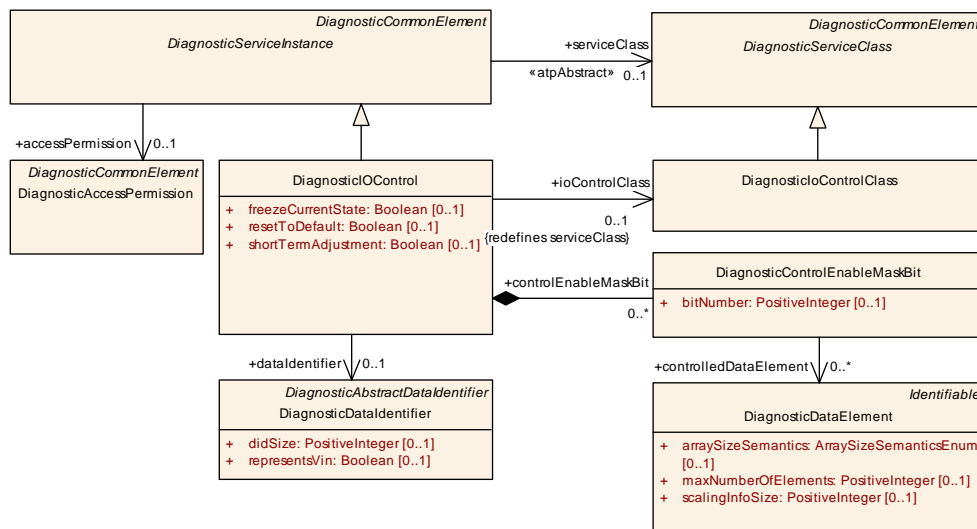 DiagnosticCommonElement
DiagnosticServiceInstance
DiagnosticCommonElement
DiagnosticServiceClass
+serviceClass
«atpAbstract»
0..1
+accessPermission
0..1
DiagnosticCommonElement
DiagnosticAccessPermission
DiagnosticIOControl
+ freezeCurrentState: Boolean [0..1]
+ resetToDefault: Boolean [0..1]
+ shortTermAdjustment: Boolean [0..1]
+ioControlClass
0..1
{redefines serviceClass}
DiagnosticIoControlClass
+controlEnableMaskBit
0..*
DiagnosticControlEnableMaskBit
+ bitNumber: PositiveInteger [0..1]
+dataIdentifier
0..1
+controlledDataElement
0..*
DiagnosticAbstractDataIdentifier
DiagnosticDataIdentifier
+ didSize: PositiveInteger [0..1]
+ representsVin: Boolean [0..1]
Identifiable
DiagnosticDataElement
+ arraySizeSemantics: ArraySizeSemanticsEnum
[0..1]
+ maxNumberOfElements: PositiveInteger [0..1]
+ scalingInfoSize: PositiveInteger [0..1]